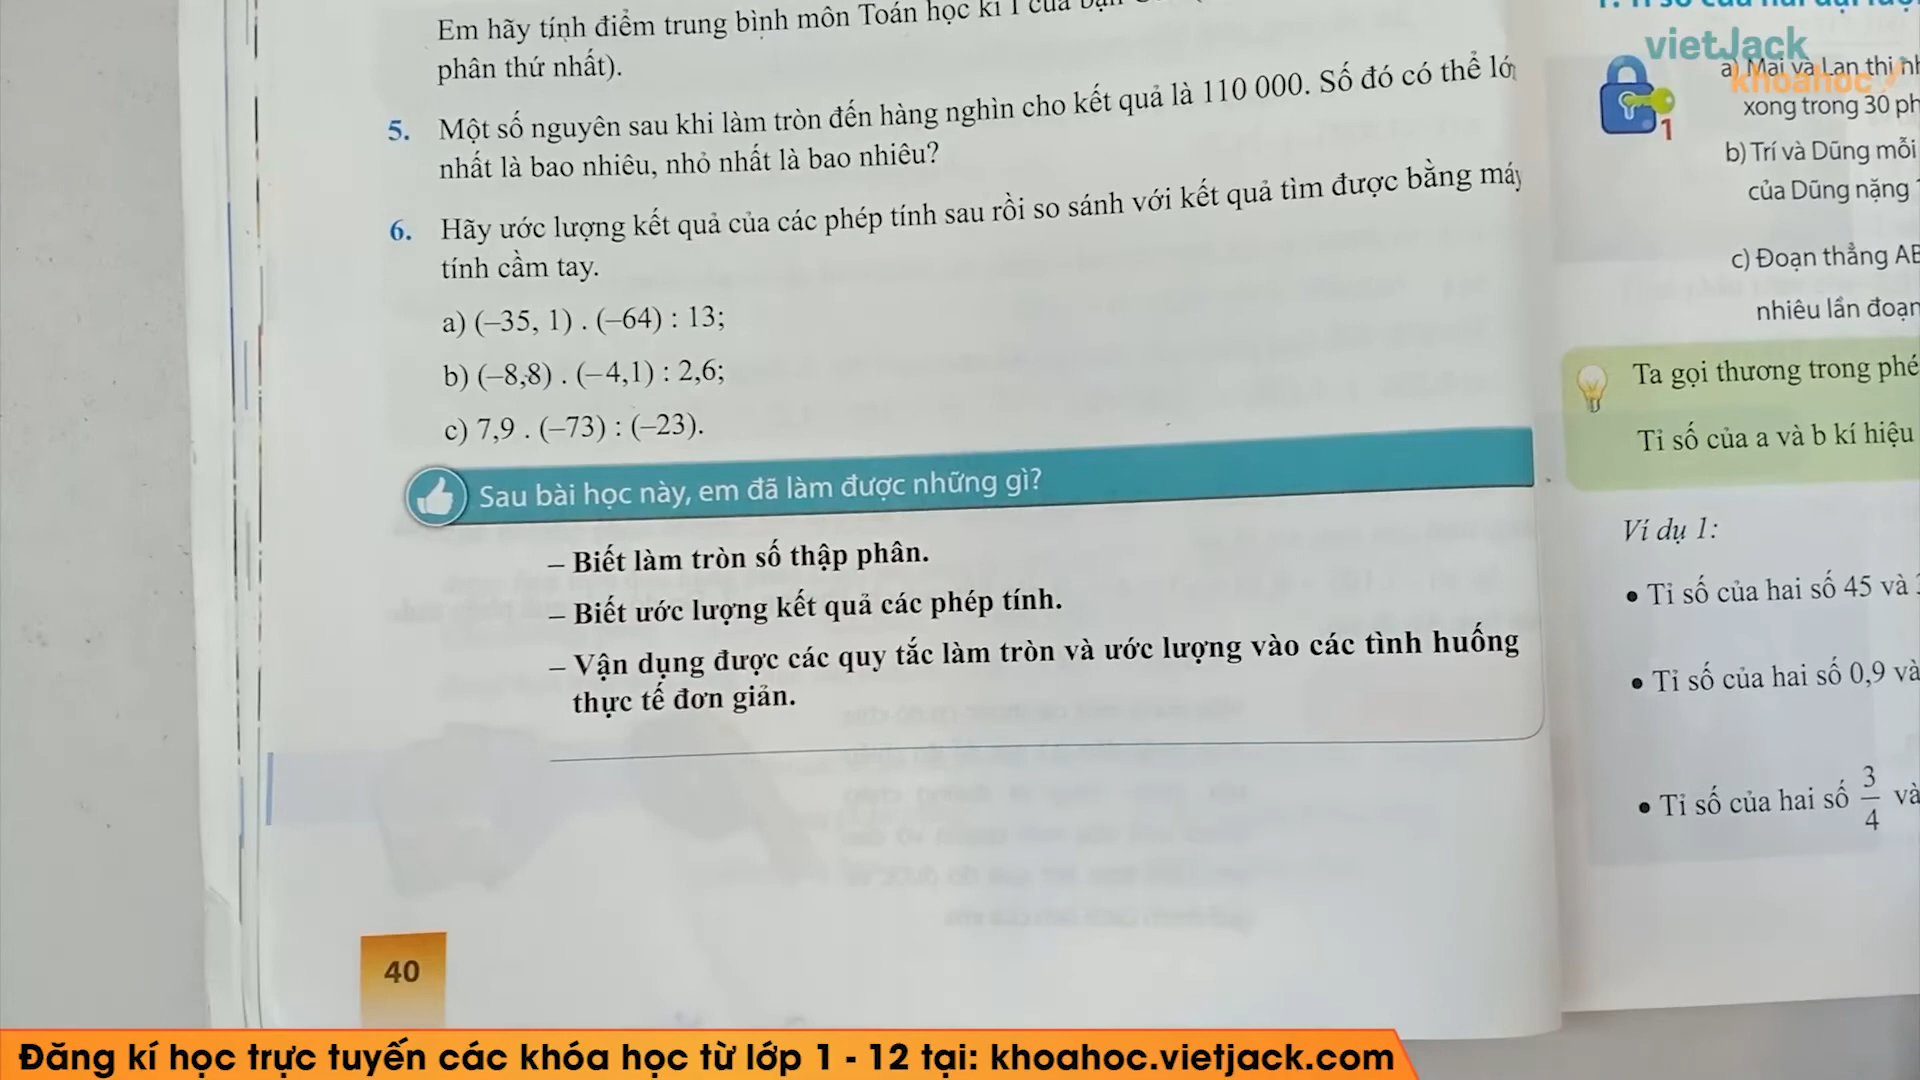 Em hãy tính điểm trung bình môn Toán học kì 1 của
phân thứ nhất).
5. Một số nguyên sau khi làm tròn đến hàng nghìn cho kết quả là 110 000. Số đó có thể lớ
nhất là bao nhiêu, nhỏ nhất là bao nhiêu?
6. Hãy ước lượng kết quả của các phép tính sau rồi so sánh với kết quả tìm được bằng máy
tính cầm tay.
a) (–35, 1) . (–64) : 13;
b) (–8,8) . (–4,1) : 2,6;
c) 7,9 . (–73) : (–23).
Sau bài học này, em đã làm được những gì?
– Biết làm tròn số thập phân.
– Biết ước lượng kết quả các phép tính.
– Vận dụng được các quy tắc làm tròn và ước lượng vào các tình huống
thực tế đơn giản.
40
vietJack
khoahoc
1
a) Mai và Lan thi
xong trong 30 ph
b) Trí và Dũng mỗi
của Dũng nặng
c) Đoạn thẳng AB
nhiêu lần đoạn
Ta gọi thương trong phé
Tỉ số của a và b kí hiệu
Ví dụ 1:
• Tỉ số của hai số 45 và
• Tỉ số của hai số 0,9 và
• Tỉ số của hai số 3/4 và
Đăng kí học trực tuyến các khóa học từ lớp 1 - 12 tại: khoahoc.vietjack.com